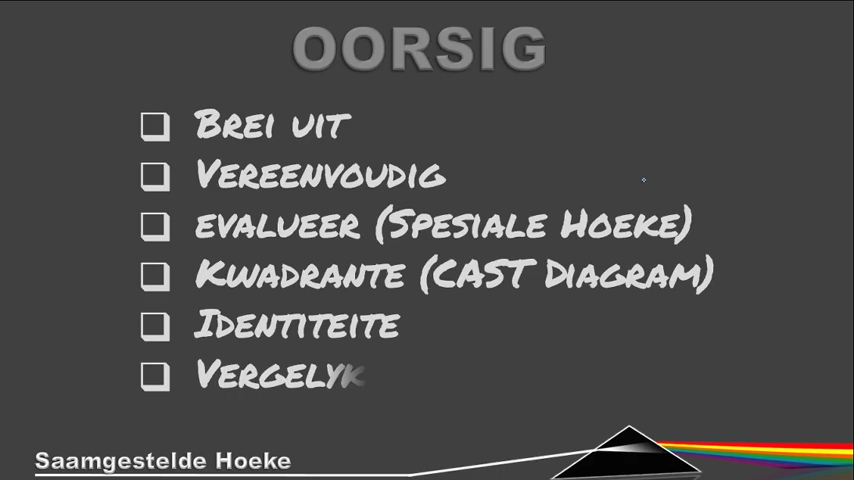 OORSIG
Brei uit
Vereenvoudig
evalueer (Spesiale Hoeke)
Kwadrante (CAST Diagram)
Identiteite
Vergelyk
Saamgestelde Hoeke